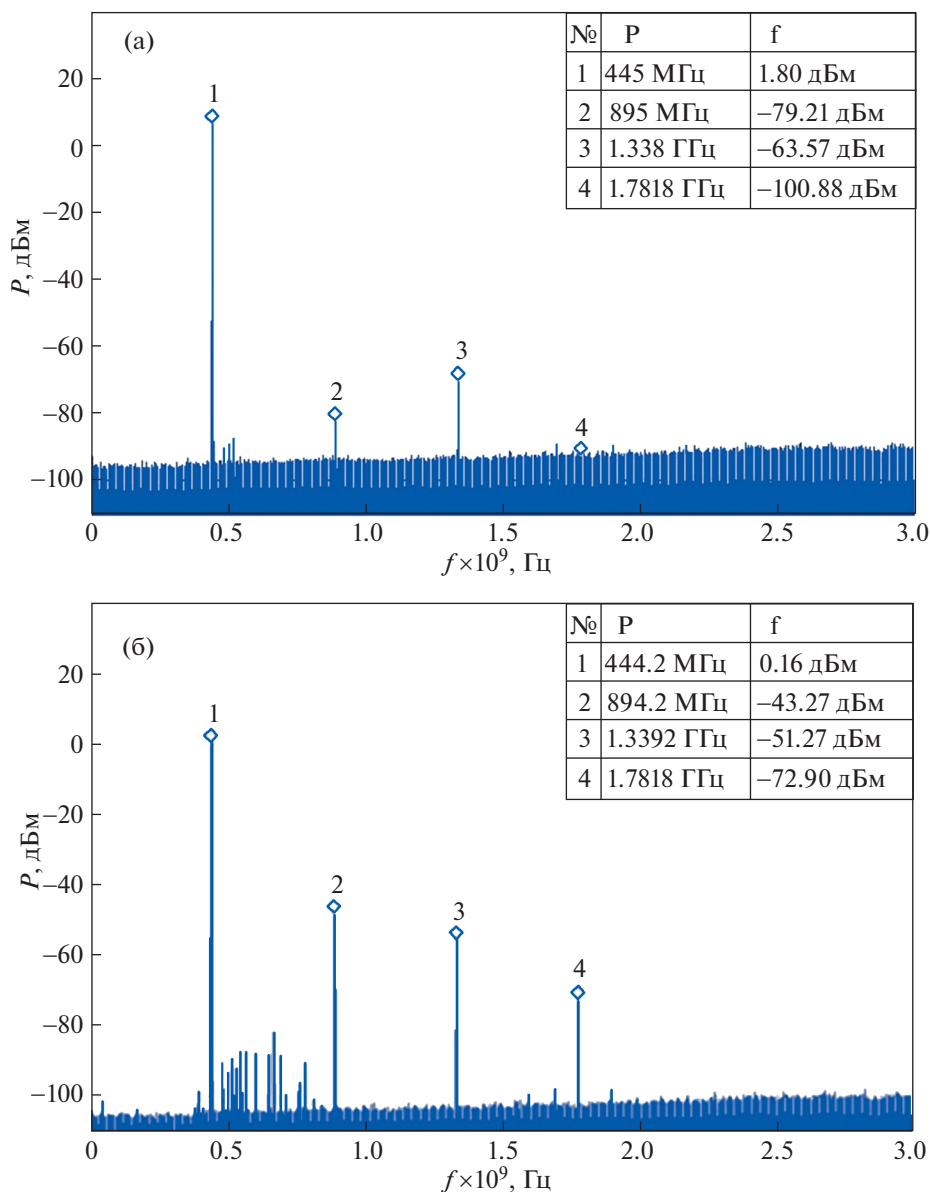 (а)
№ P f
1 445 МГц 1.80 дБм
2 895 МГц −79.21 дБм
3 1.338 ГГц −63.57 дБм
4 1.7818 ГГц −100.88 дБм
P, дБм
20
0
−20
−40
−60
−80
−100
1
2
3
4
0 0.5 1.0 1.5 2.0 2.5 3.0
f×10⁹, Гц
(б)
№ P f
1 444.2 МГц 0.16 дБм
2 894.2 МГц −43.27 дБм
3 1.3392 ГГц −51.27 дБм
4 1.7818 ГГц −72.90 дБм
P, дБм
20
0
−20
−40
−60
−80
−100
1
2
3
4
0 0.5 1.0 1.5 2.0 2.5 3.0
f×10⁹, Гц